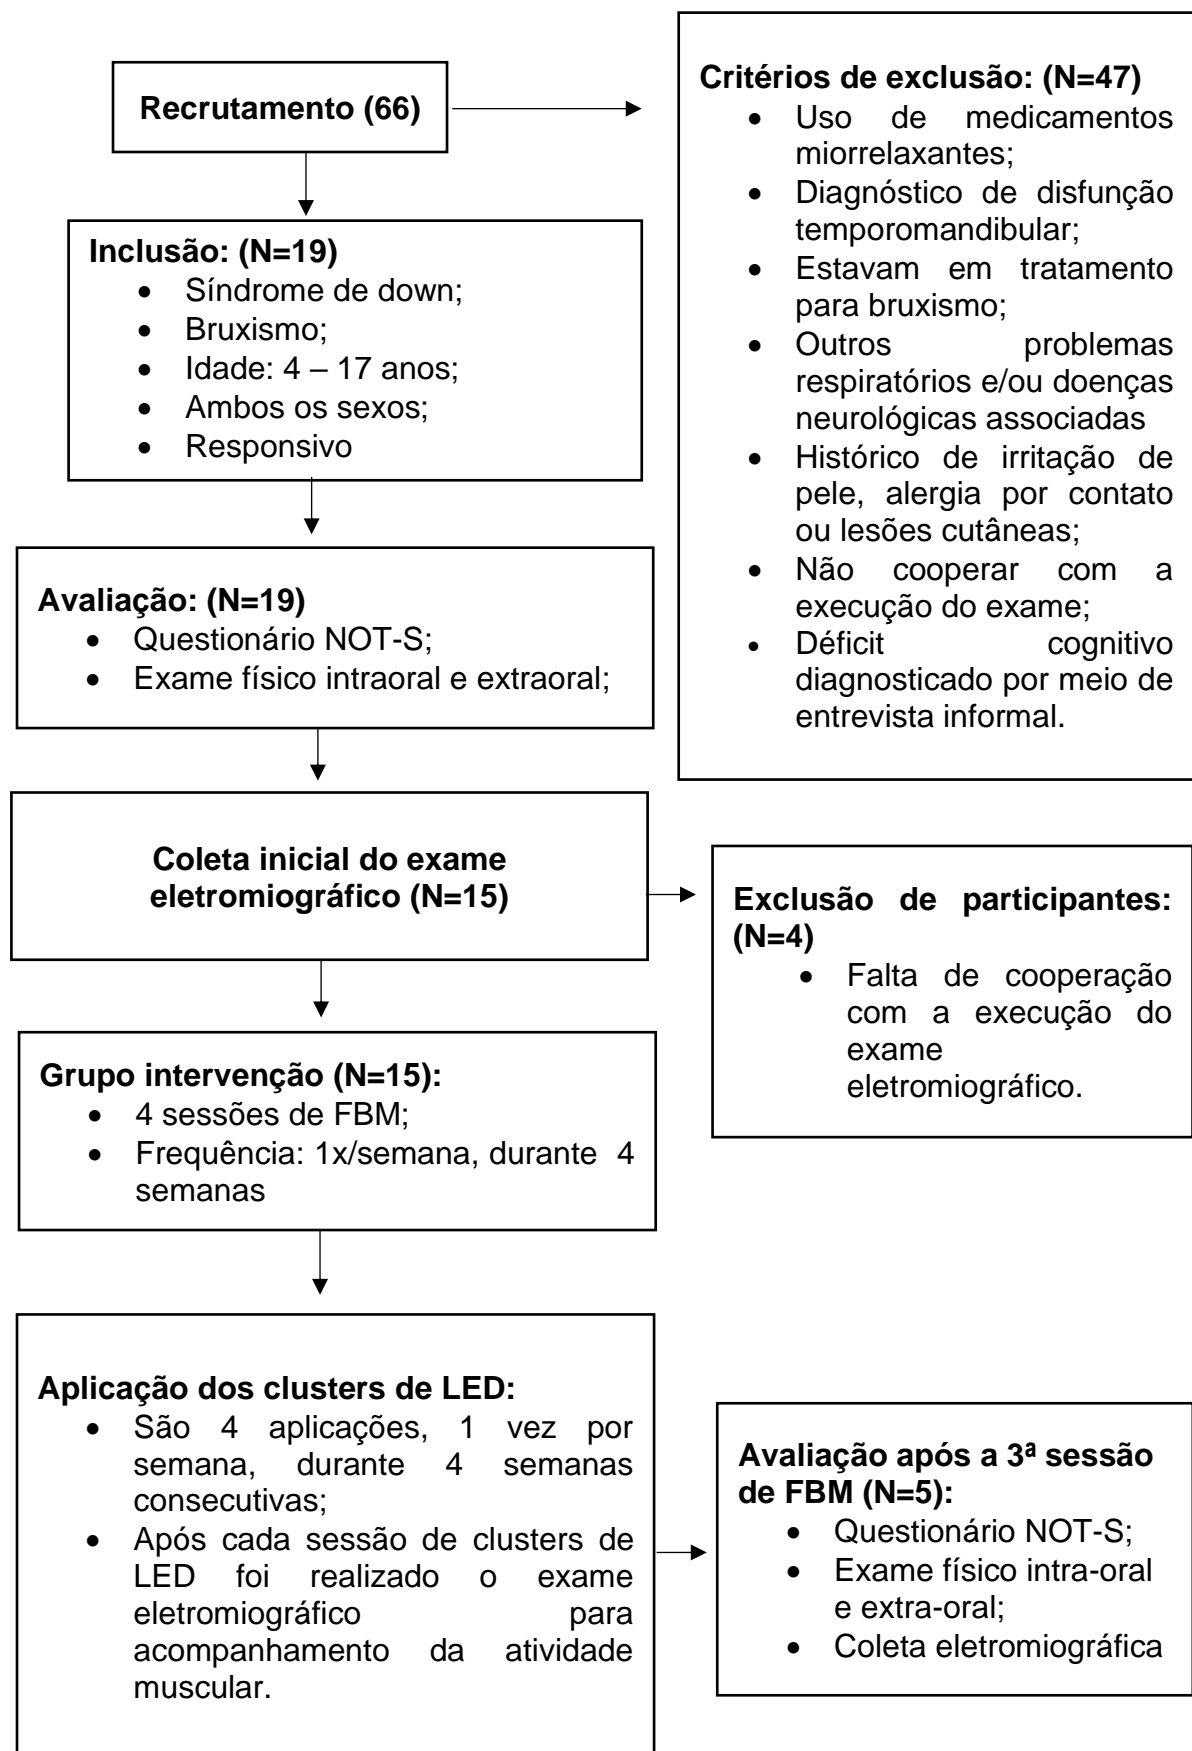 Recrutamento (66)
Critérios de exclusão: (N=47)
• Uso de medicamentos
miorrelaxantes;
• Diagnóstico de disfunção
temporomandibular;
• Estavam em tratamento
para bruxismo;
• Outros problemas
respiratórios e/ou doenças
neurológicas associadas
• Histórico de irritação de
pele, alergia por contato
ou lesões cutâneas;
• Não cooperar com a
execução do exame;
• Déficit cognitivo
diagnosticado por meio de
entrevista informal.
Inclusão: (N=19)
• Síndrome de down;
• Bruxismo;
• Idade: 4 – 17 anos;
• Ambos os sexos;
• Responsivo
Avaliação: (N=19)
• Questionário NOT-S;
• Exame físico intraoral e extraoral;
Coleta inicial do exame
eletromiográfico (N=15)
Exclusão de participantes:
(N=4)
• Falta de cooperação
com a execução do
exame
eletromiográfico.
Grupo intervenção (N=15):
• 4 sessões de FBM;
• Frequência: 1x/semana, durante 4
semanas
Aplicação dos clusters de LED:
• São 4 aplicações, 1 vez por
semana, durante 4 semanas
consecutivas;
• Após cada sessão de clusters de
LED foi realizado o exame
eletromiográfico para
acompanhamento da atividade
muscular.
Avaliação após a 3ª sessão
de FBM (N=5):
• Questionário NOT-S;
• Exame físico intra-oral
e extra-oral;
• Coleta eletromiográfica